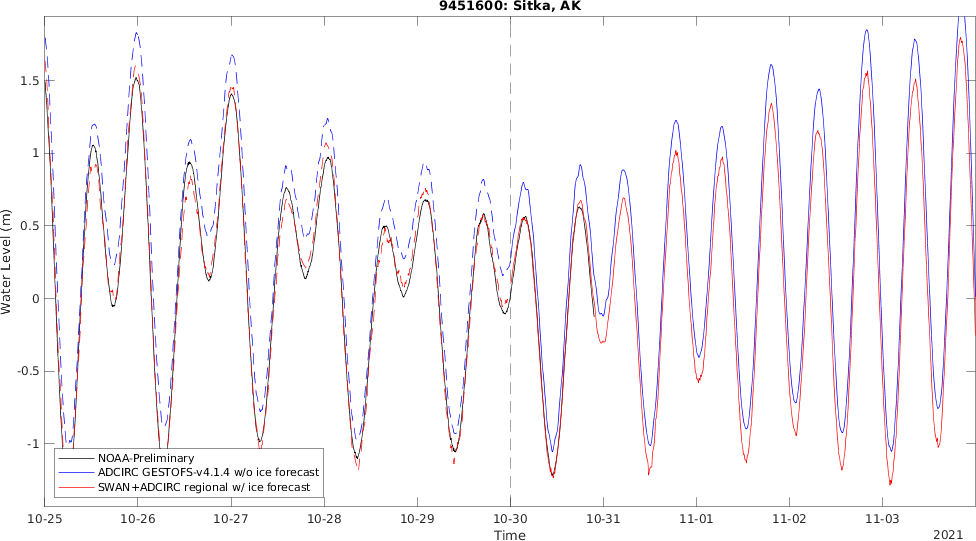 9451600: Sitka, AK
Water Level (m)
1.5
1
0.5
0
-0.5
-1
NOAA-Preliminary
ADCIRC GESTOFS-v4.1.4 w/o ice forecast
SWAN+ADCIRC regional w/ ice forecast
10-25 10-26 10-27 10-28 10-29 10-30 10-31 11-01 11-02 11-03
Time
2021